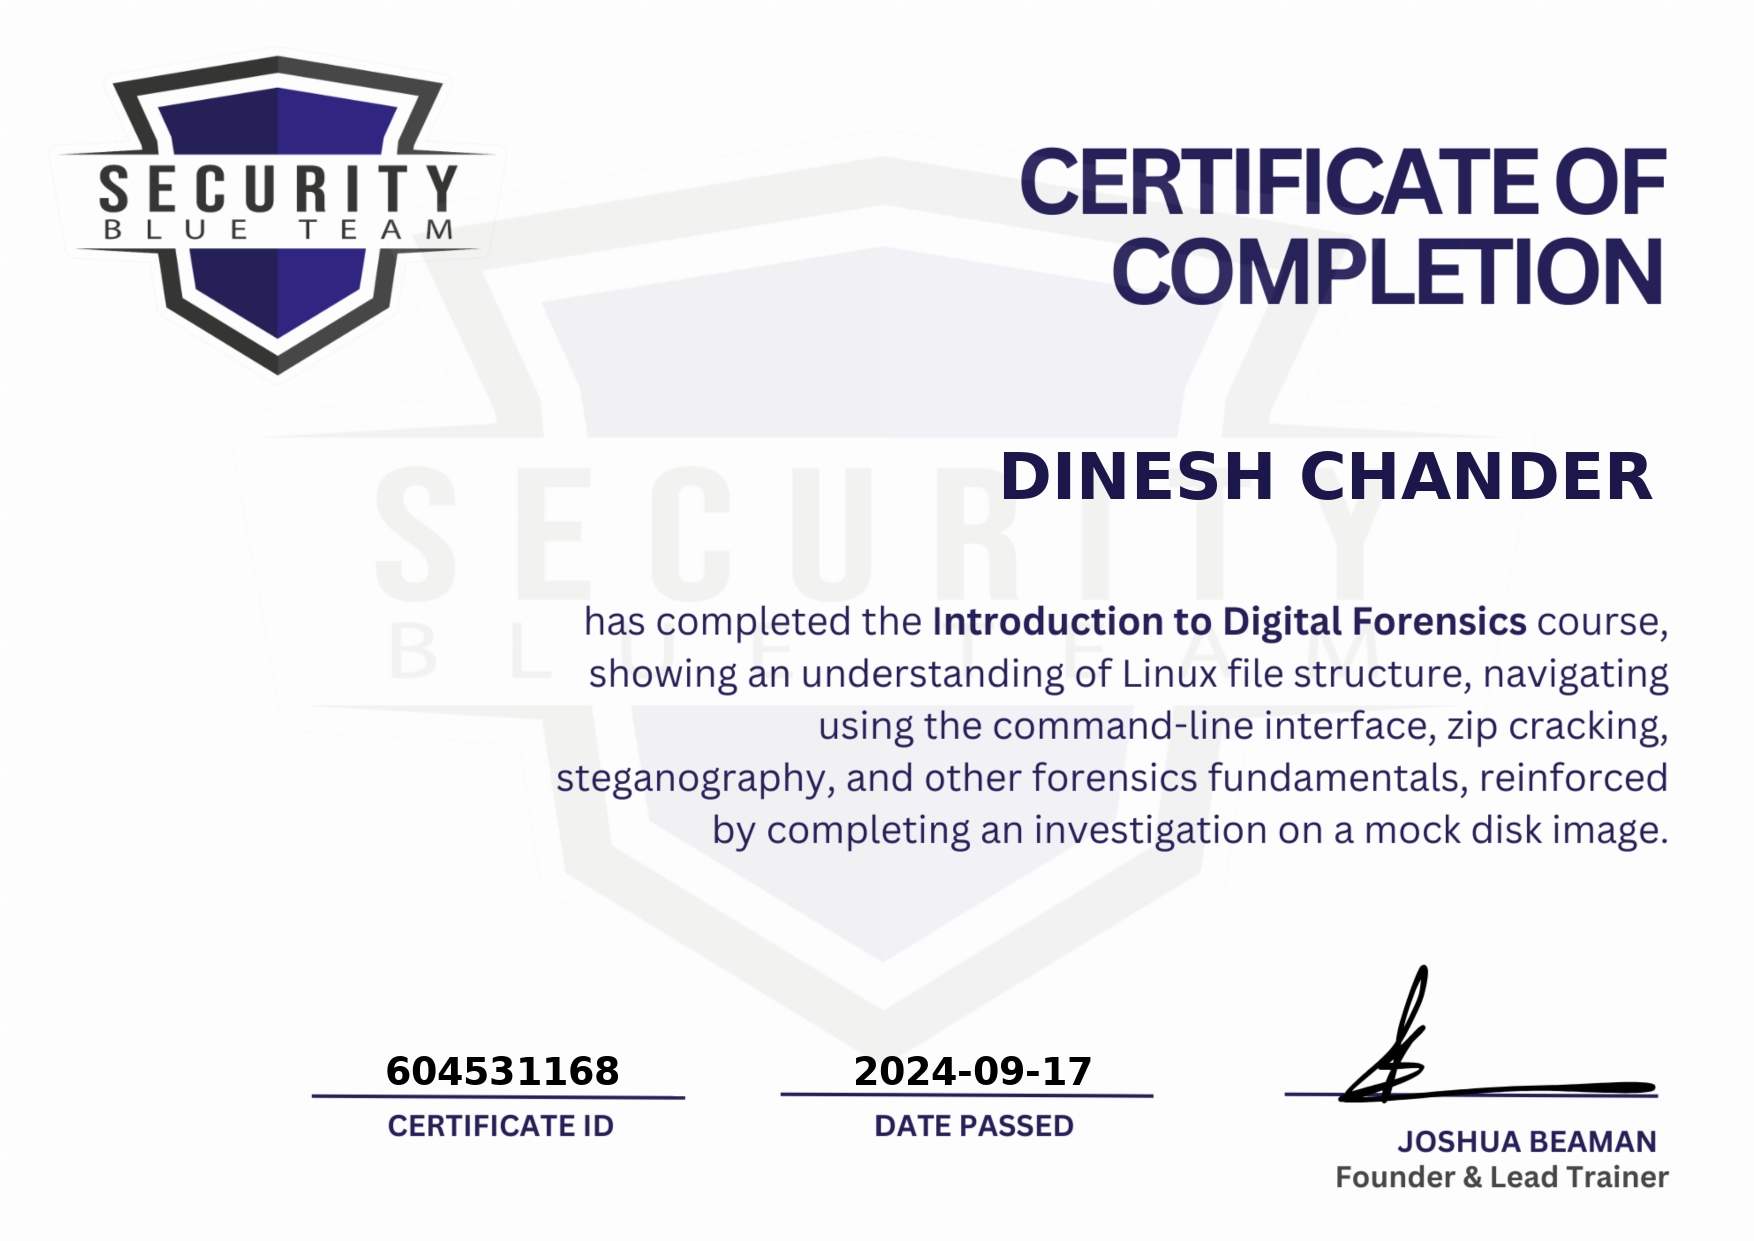 SECURITY
BLUE TEAM
CERTIFICATE OF
COMPLETION
SECURITY
BLUE TEAM
DINESH CHANDER
has completed the Introduction to Digital Forensics course,
showing an understanding of Linux file structure, navigating
using the command-line interface, zip cracking,
steganography, and other forensics fundamentals, reinforced
by completing an investigation on a mock disk image.
604531168
CERTIFICATE ID
2024-09-17
DATE PASSED
JOSHUA BEAMAN
Founder & Lead Trainer